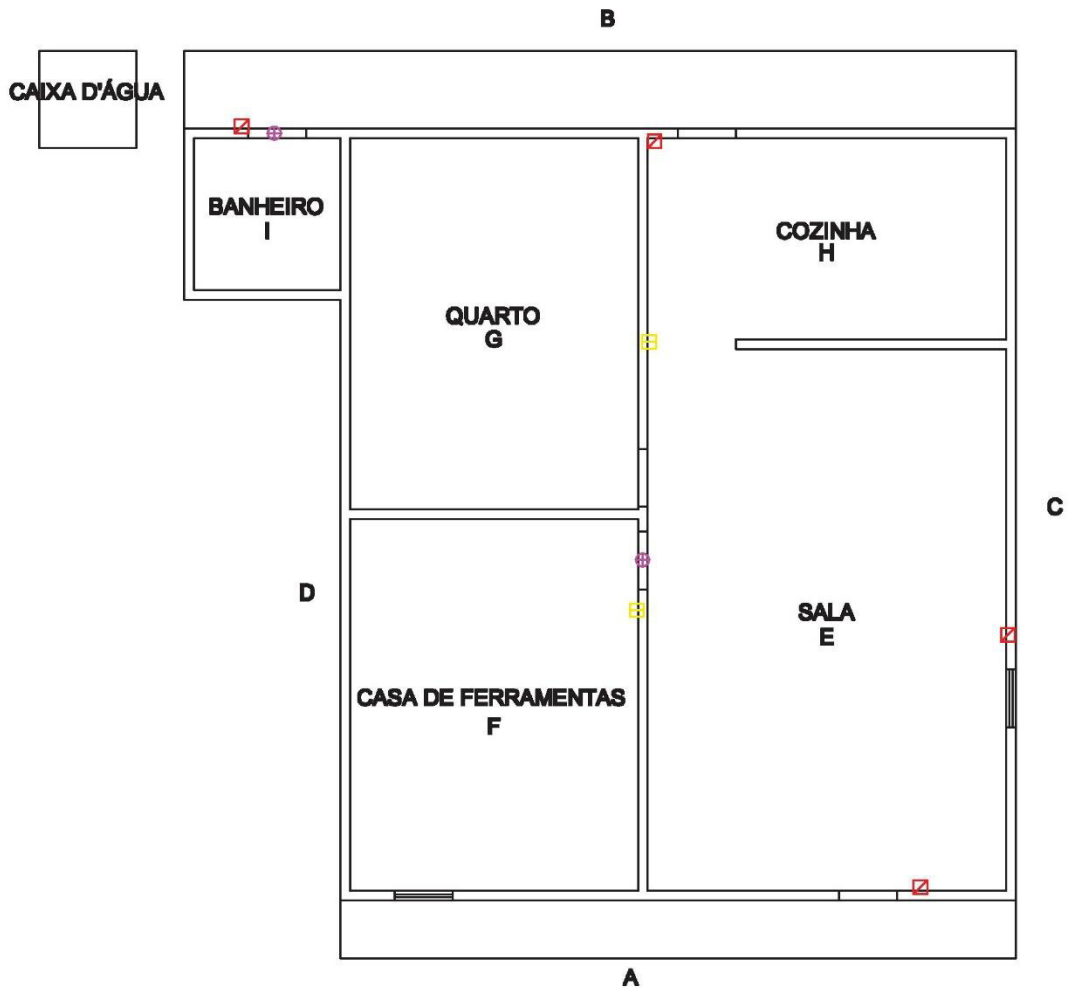 B
CAIXA D'ÁGUA
BANHEIRO
I
COZINHA
H
QUARTO
G
C
D
SALA
E
CASA DE FERRAMENTAS
F
A